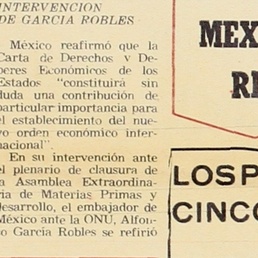 INTERVENCION
DE GARCIA ROBLES
México reafirmó que la
Carta de Derechos y De-
beres Económicos de los
Estados "constituirá sin
duda una contribución de
particular importancia para
el establecimiento del nue-
vo orden económico inter-
nacional".
En su intervención ante
el plenario de clausura de
la Asamblea Extraordina-
ria de Materias Primas y
desarrollo, el embajador de
México ante la ONU, Alfon-
so García Robles se refirió
MEX
RE
LOS P
CINCO